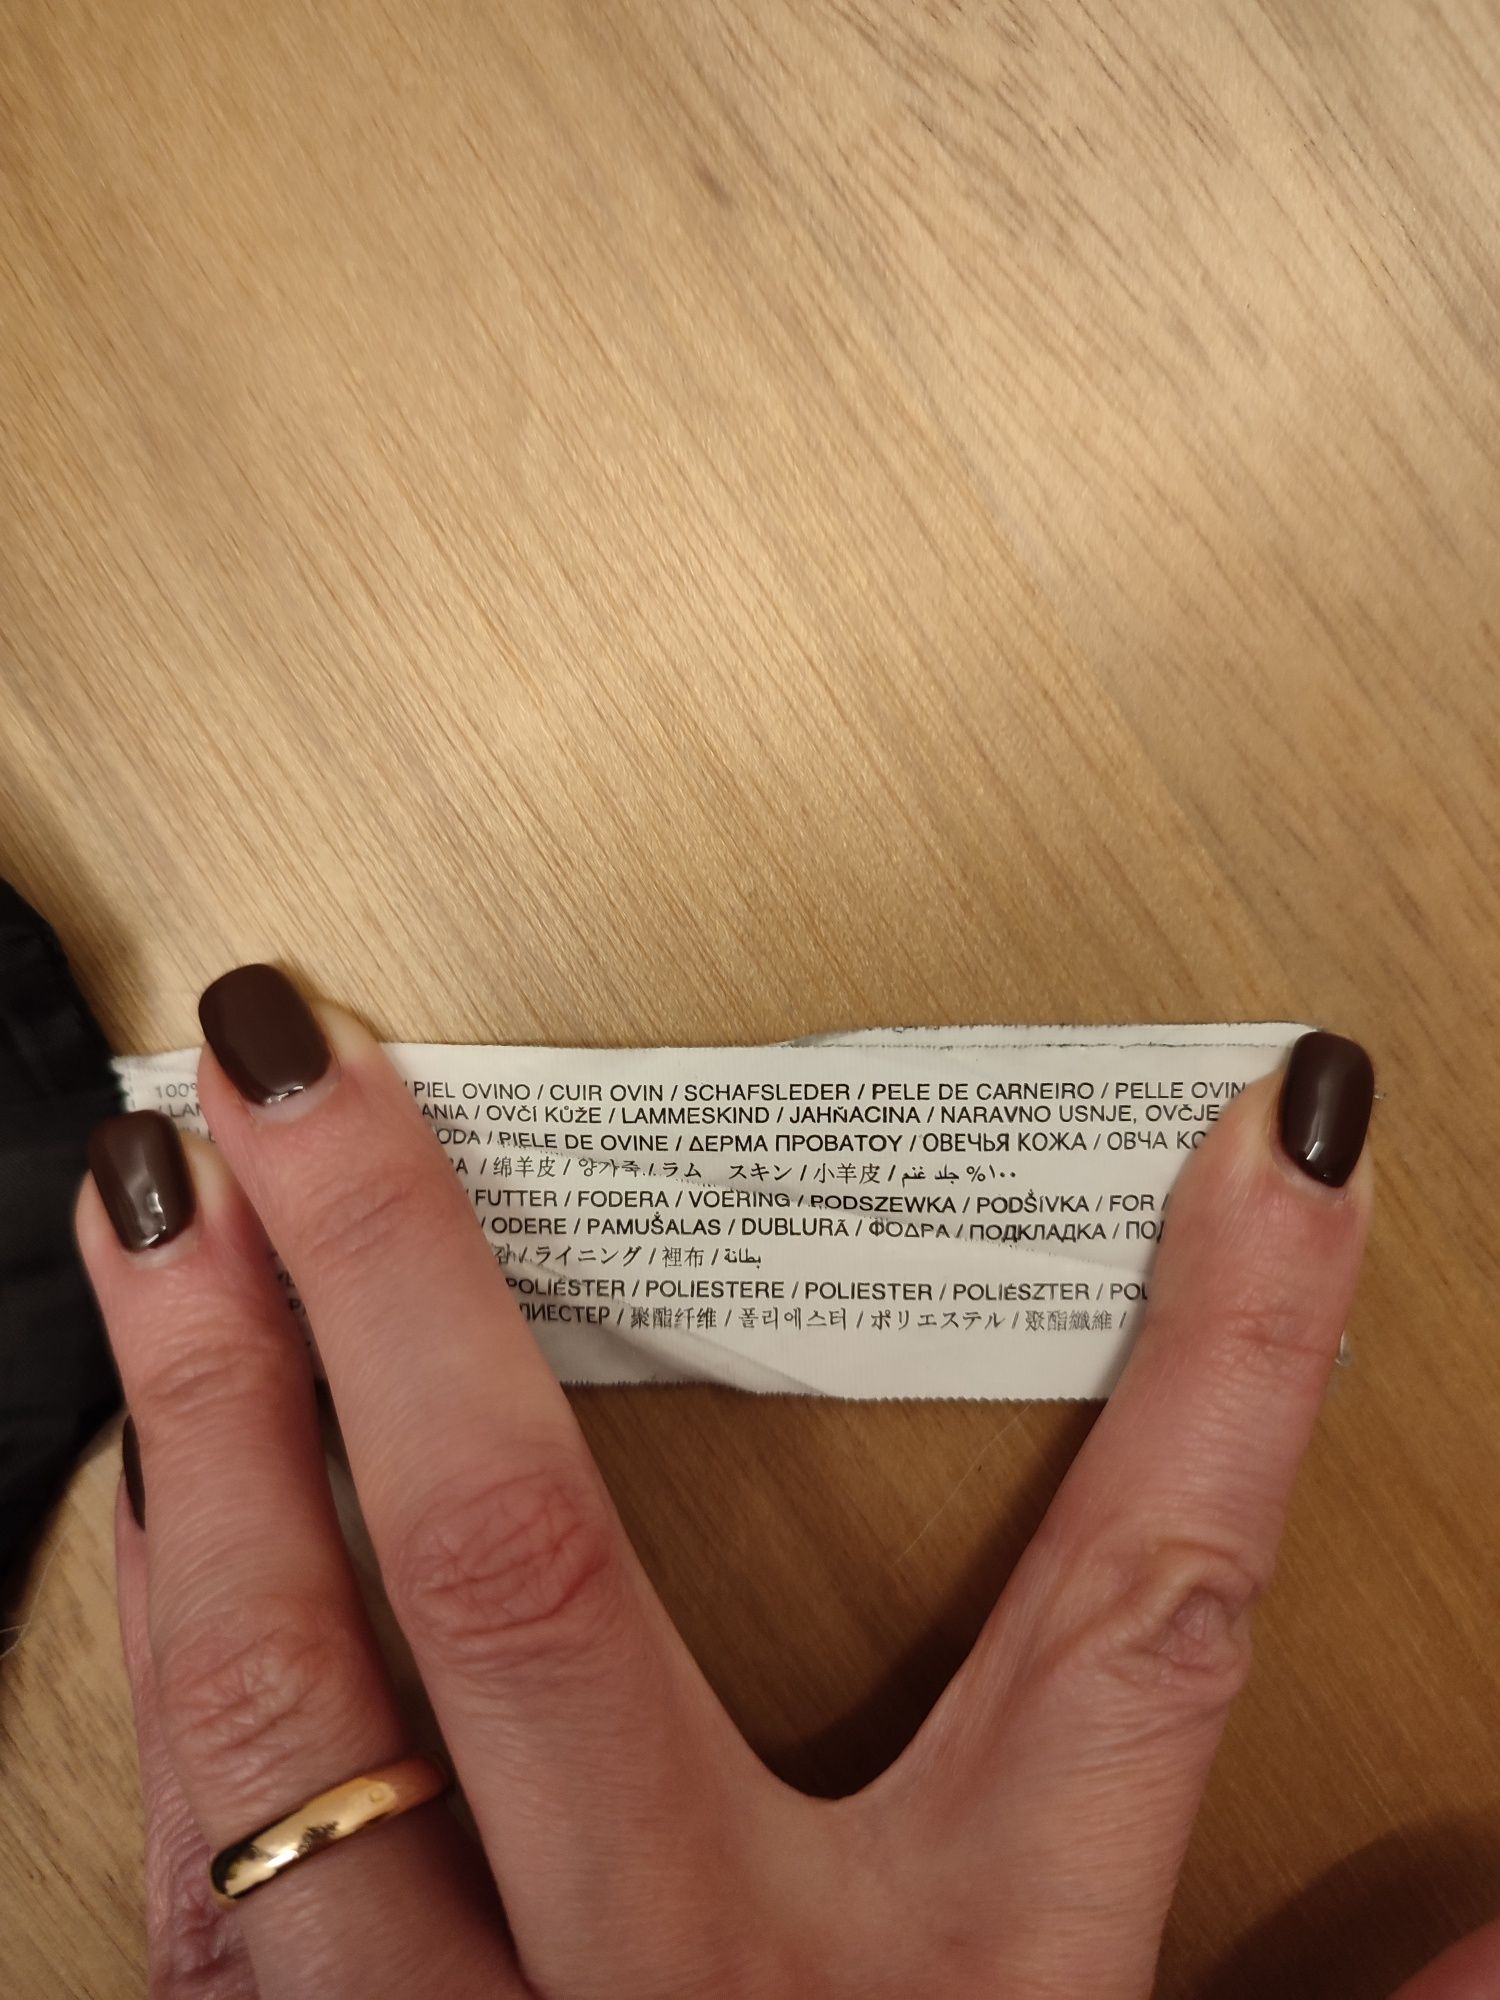 100% PIEL OVINO / CUIR OVIN / SCHAFSLEDER / PELE DE CARNEIRO / PELLE
/ OVČÍ KŮŽE / LAMMESKIND / JAHŇACINA / NARAVNO USNJE, OVČJE
/ PIELE DE OVINE / ΔΕΡΜΑ ΠΡΟΒΑΤΟΥ / ОВЕЧЬЯ КОЖА / ОВЧА
/ 绵羊皮 / 양가죽 / ラム スキン / 小羊皮 / جلد غنم %١٠٠
FUTTER / FODERA / VOERING / PODSZEWKA / PODŠÍVKA / FOR /
/ ODERE / PAMUŠALAS / DUBLURĂ / ΦΟΔΡΑ / ПОДКЛАДКА /
/ ライニング / 裡布 / بطانة
POLIÉSTER / POLIESTERE / POLIESTER / POLIÉSZTER /
/ 聚酯纤维 / 폴리에스터 / ポリエステル / 聚酯纖維 /